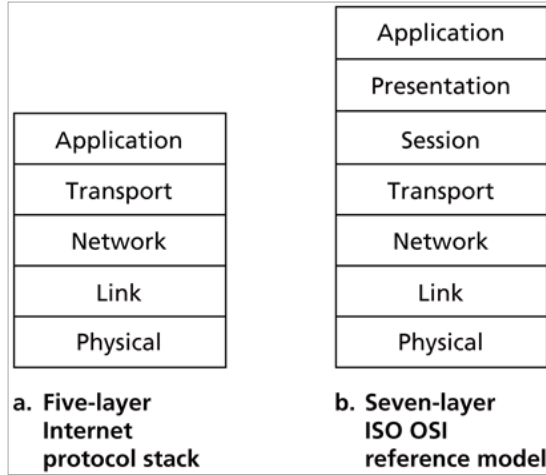 Application
Transport
Network
Link
Physical
a. Five-layer
Internet
protocol stack
Application
Presentation
Session
Transport
Network
Link
Physical
b. Seven-layer
ISO OSI
reference model